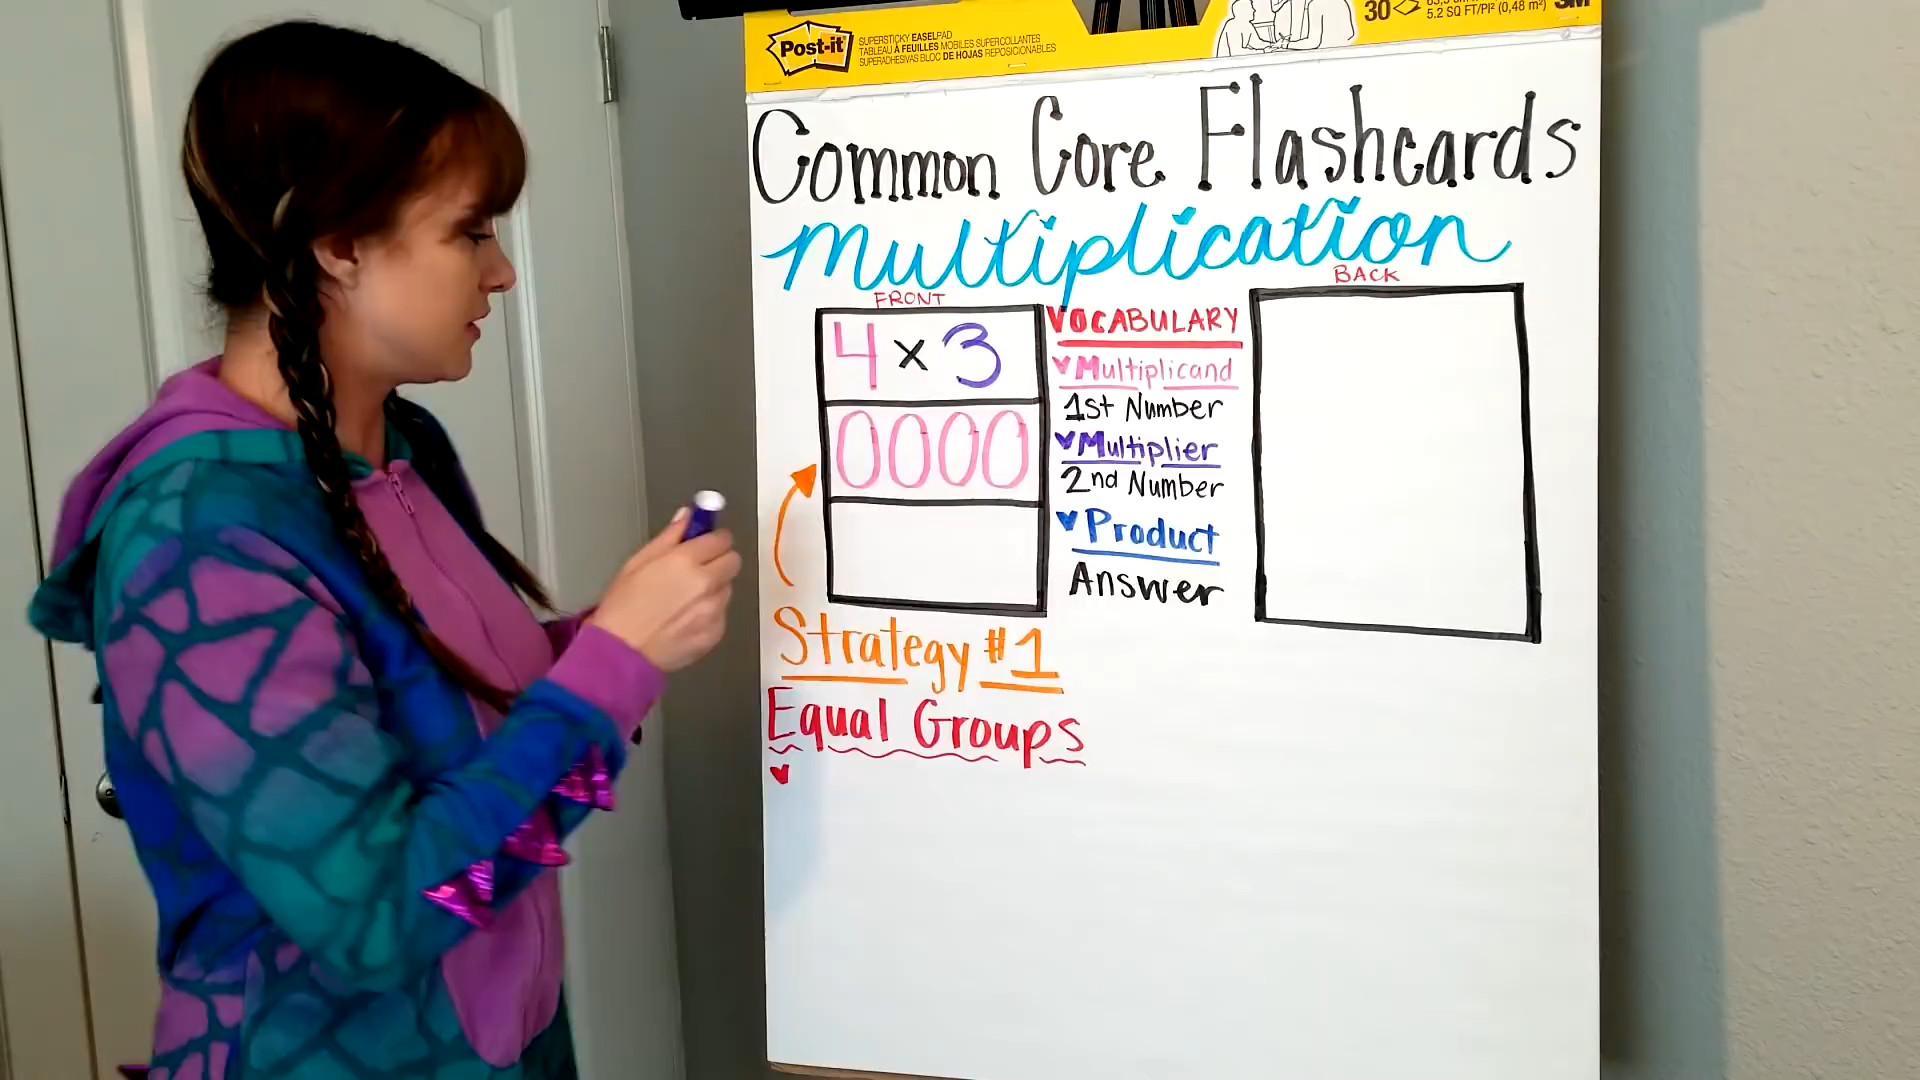 Post-it
SUPERSTICKY EASELPAD
TABLEAU À FEUILLES MOBILES SUPERCOLLANTES
SUPERADHESIVAS BLOC DE HOJAS REPOSICIONABLES
30
5.2 SQ FT/PI² (0,48 m²)
3M
Common Core Flashcards
Multiplication
FRONT
BACK
4 x 3
0000
VOCABULARY
Multiplicand
1st Number
Multiplier
2nd Number
Product
Answer
Strategy #1
Equal Groups